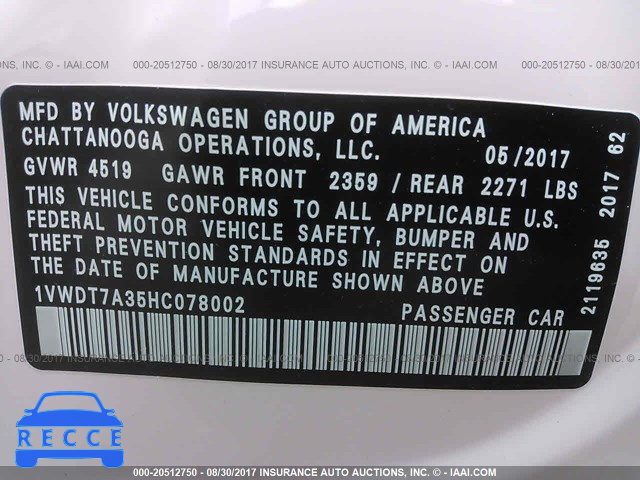 000-20512750 - 08/30/2017 INSURANCE AUTO AUCTIONS, INC. © - IAAI.COM
MFD BY VOLKSWAGEN GROUP OF AMERICA
CHATTANOOGA OPERATIONS, LLC. 05/2017
GVWR 4519 GAWR FRONT 2359 / REAR 2271 LBS
THIS VEHICLE CONFORMS TO ALL APPLICABLE U.S.
FEDERAL MOTOR VEHICLE SAFETY, BUMPER AND
THEFT PREVENTION STANDARDS IN EFFECT ON
THE DATE OF MANUFACTURE SHOWN ABOVE
1VWDT7A35HC078002 PASSENGER CAR
2119635 2017 62
RECCE
000-20512750 - 08/30/2017 INSURANCE AUTO AUCTIONS, INC. © - IAAI.COM